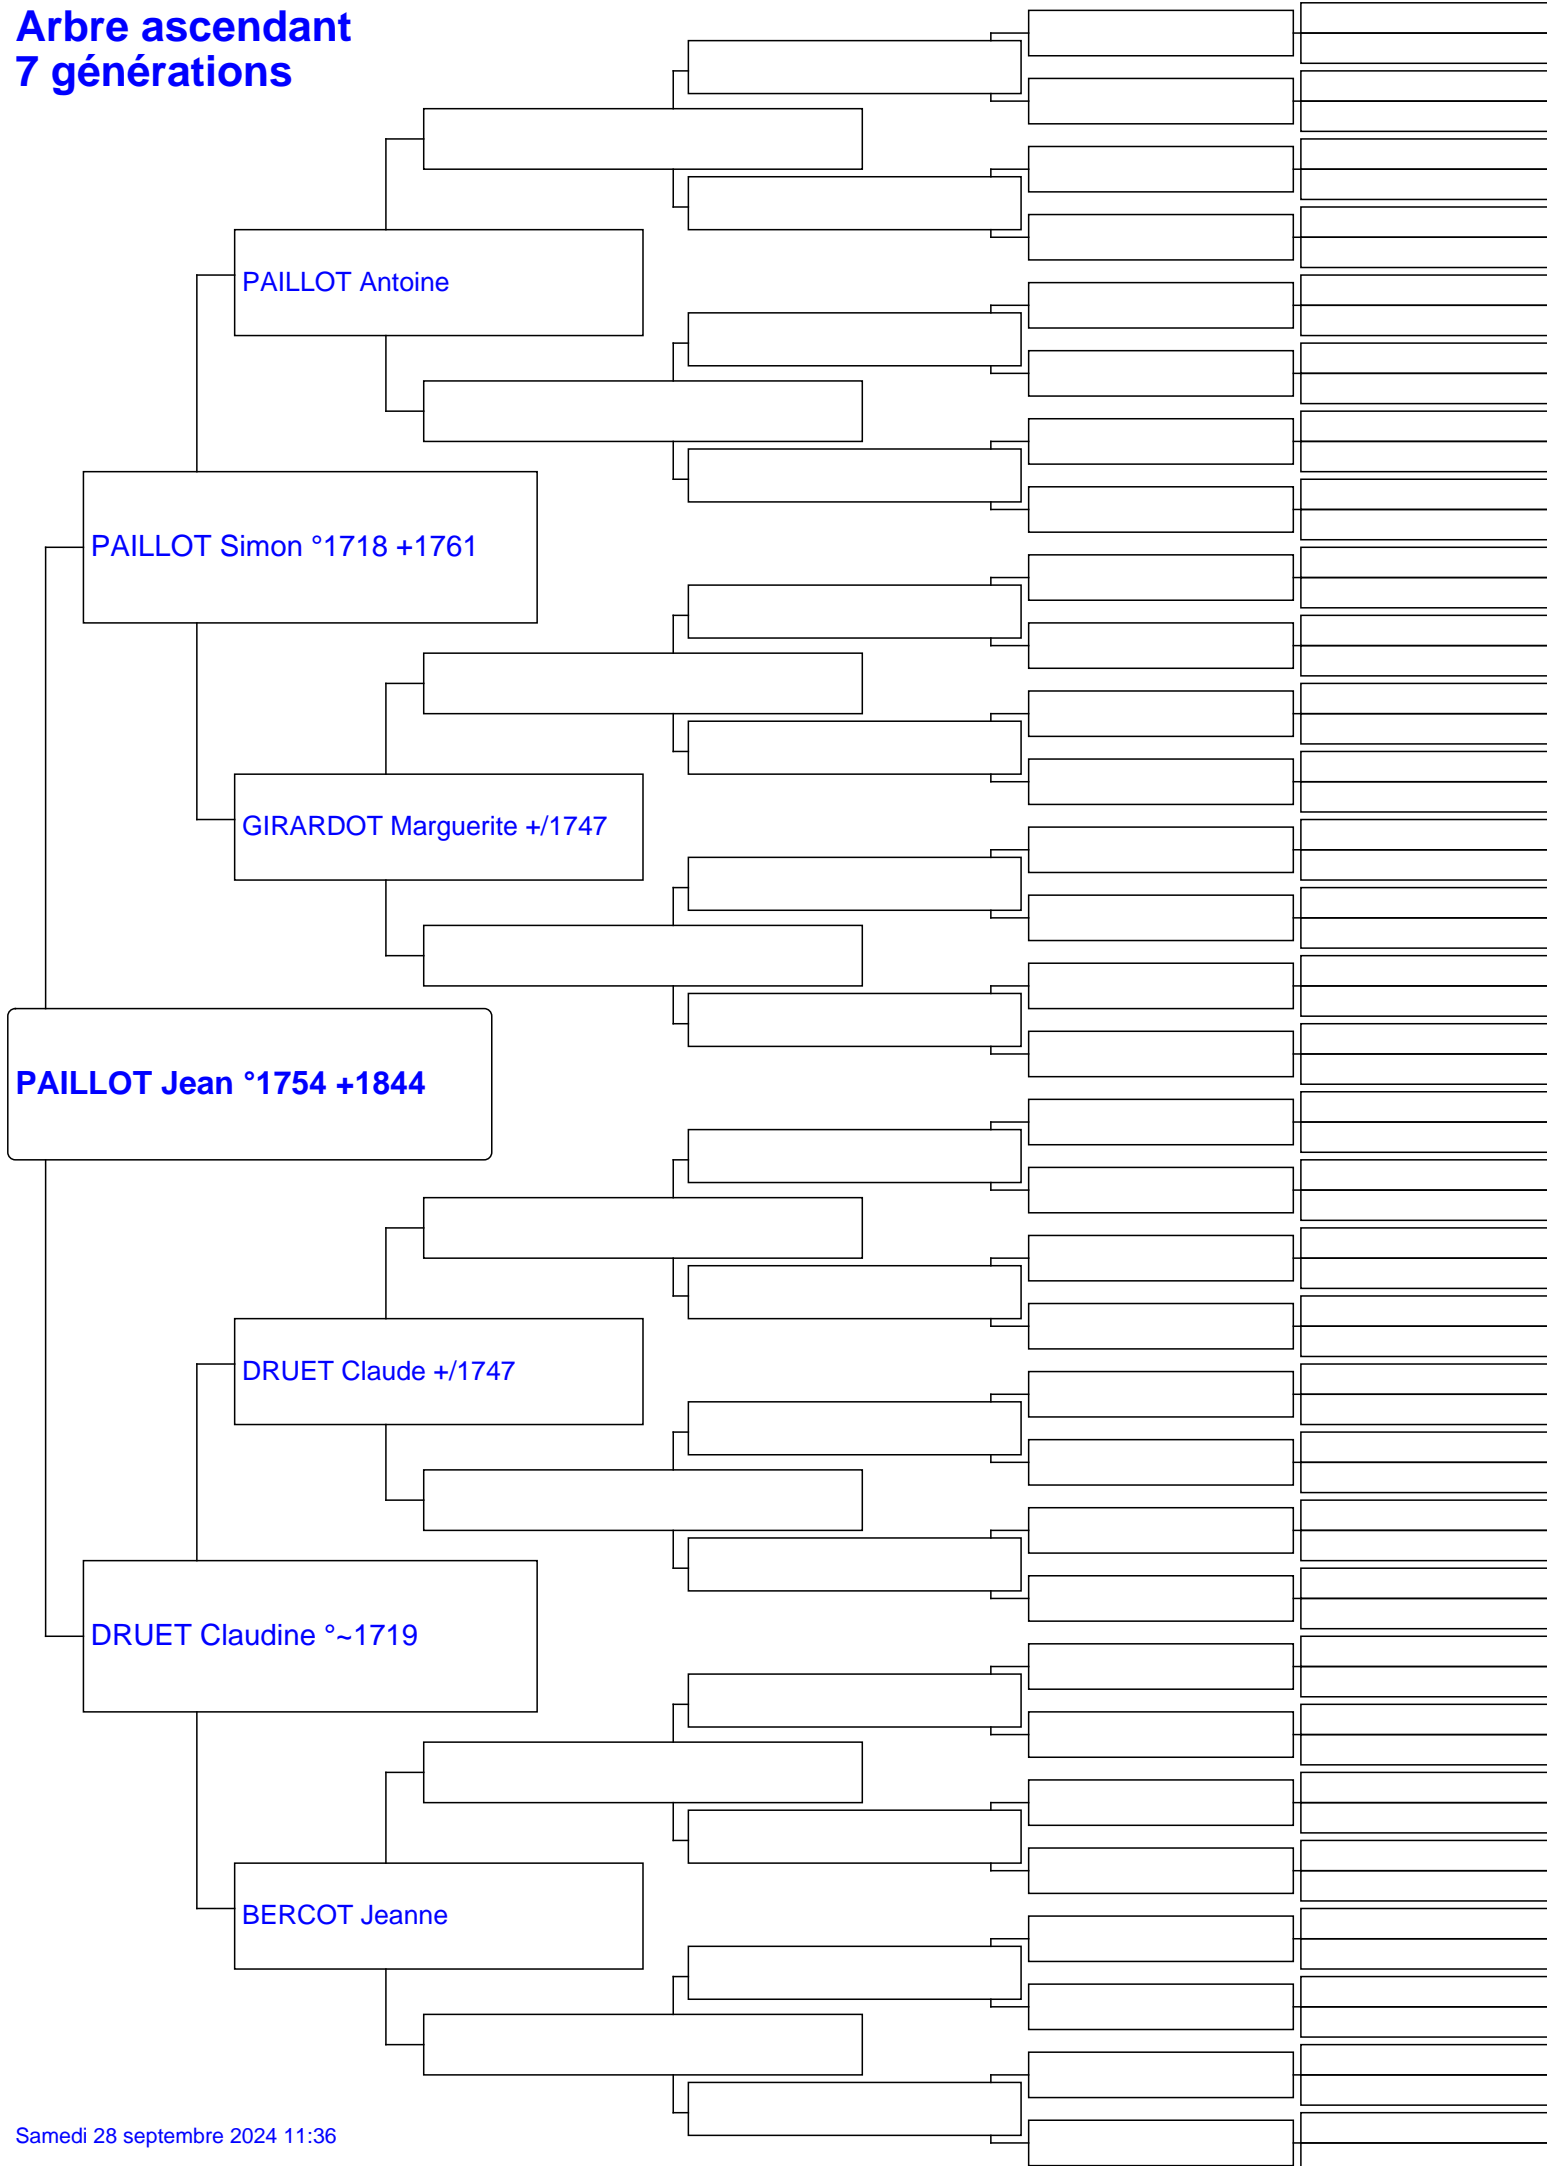 Arbre ascendant
7 générations
PAILLOT Antoine
PAILLOT Simon °1718 +1761
GIRARDOT Marguerite +/1747
PAILLOT Jean °1754 +1844
DRUET Claude +/1747
DRUET Claudine °~1719
BERCOT Jeanne
Samedi 28 septembre 2024 11:36